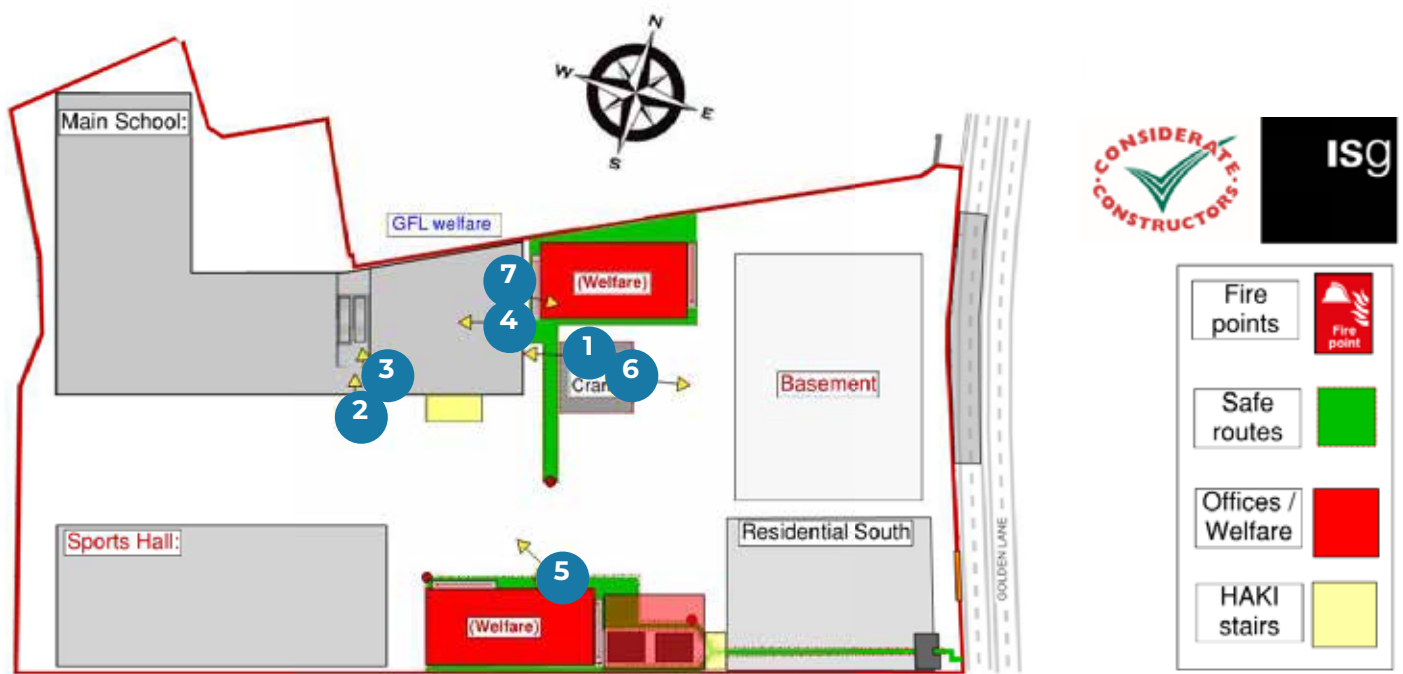 N
W
E
S
Main School:
GFL welfare
CONSIDERATE
CONSTRUCTORS
isg
7
(Welfare)
4
1
3
6
2
Basement
Fire
points
Fire
point
Safe
routes
Offices /
Welfare
HAKI
stairs
Sports Hall:
Residential South
5
(Welfare)
GOLDEN LANE